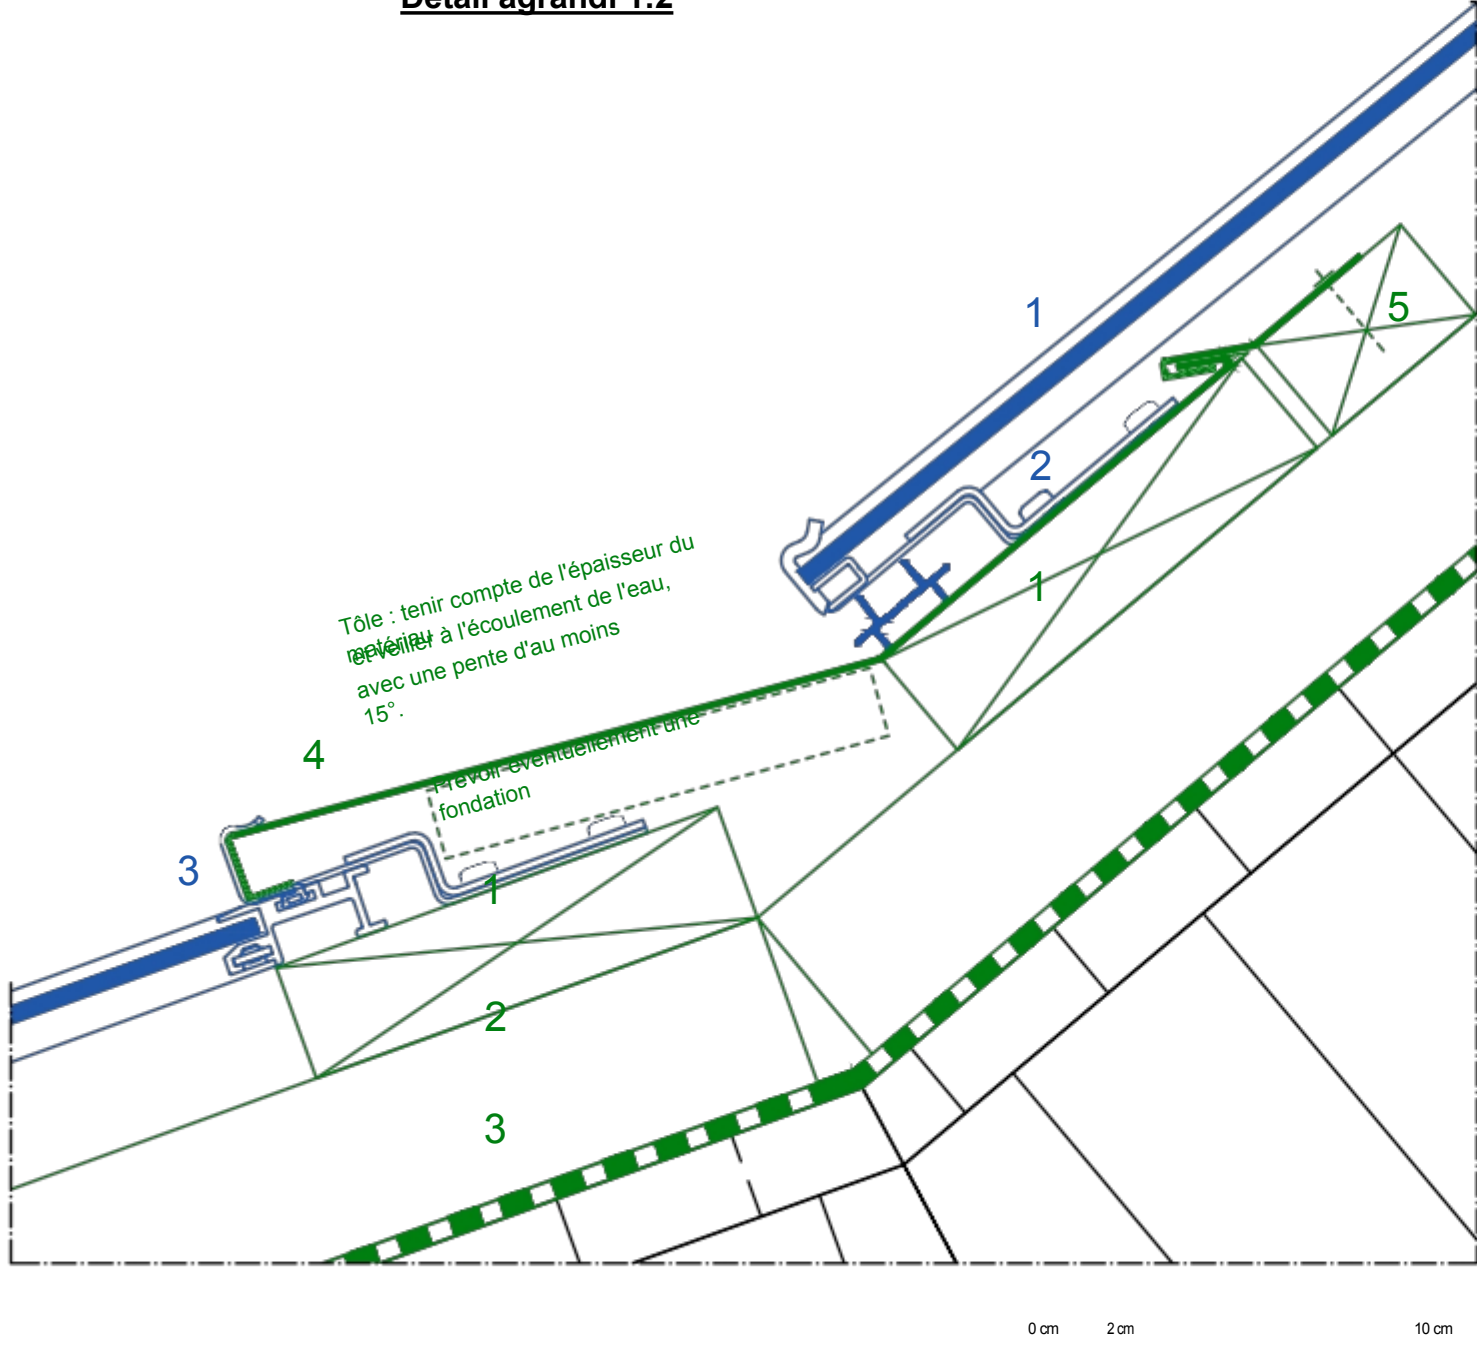 Détail agrandi 1:2
1
5
2
1
Tôle : tenir compte de l'épaisseur du
matériau
et veiller à l'écoulement de l'eau,
avec une pente d'au moins
15°.
4
Prévoir éventuellement une
fondation
3
1
2
3
0 cm
2 cm
10 cm